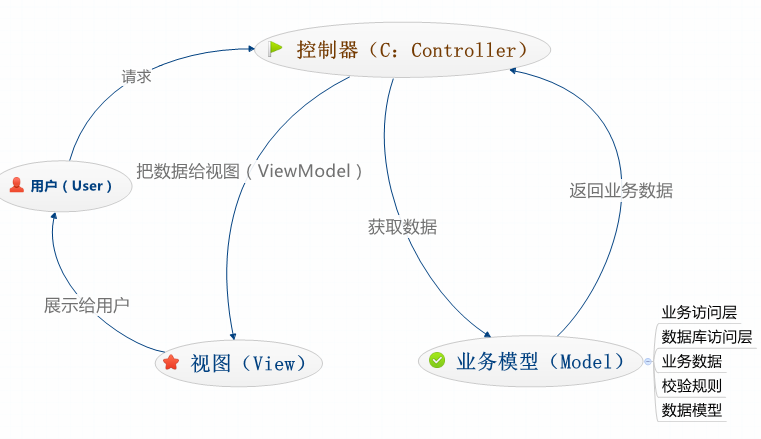 控制器（C：Controller）
请求
把数据给视图（ViewModel）
用户（User）
返回业务数据
获取数据
展示给用户
业务访问层
数据库访问层
视图（View）
业务模型（Model）
业务数据
校验规则
数据模型